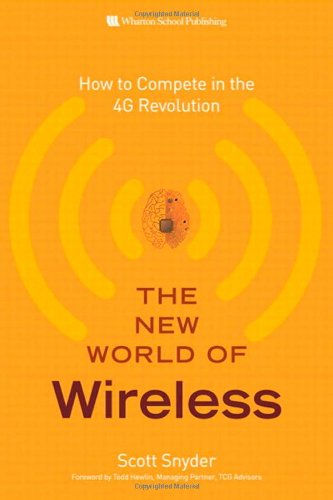 Wharton School Publishing
How to Compete in the
4G Revolution
THE
NEW
WORLD OF
Wireless
Scott Snyder
Foreword by Todd Hewlin, Managing Partner, TCG Advisors